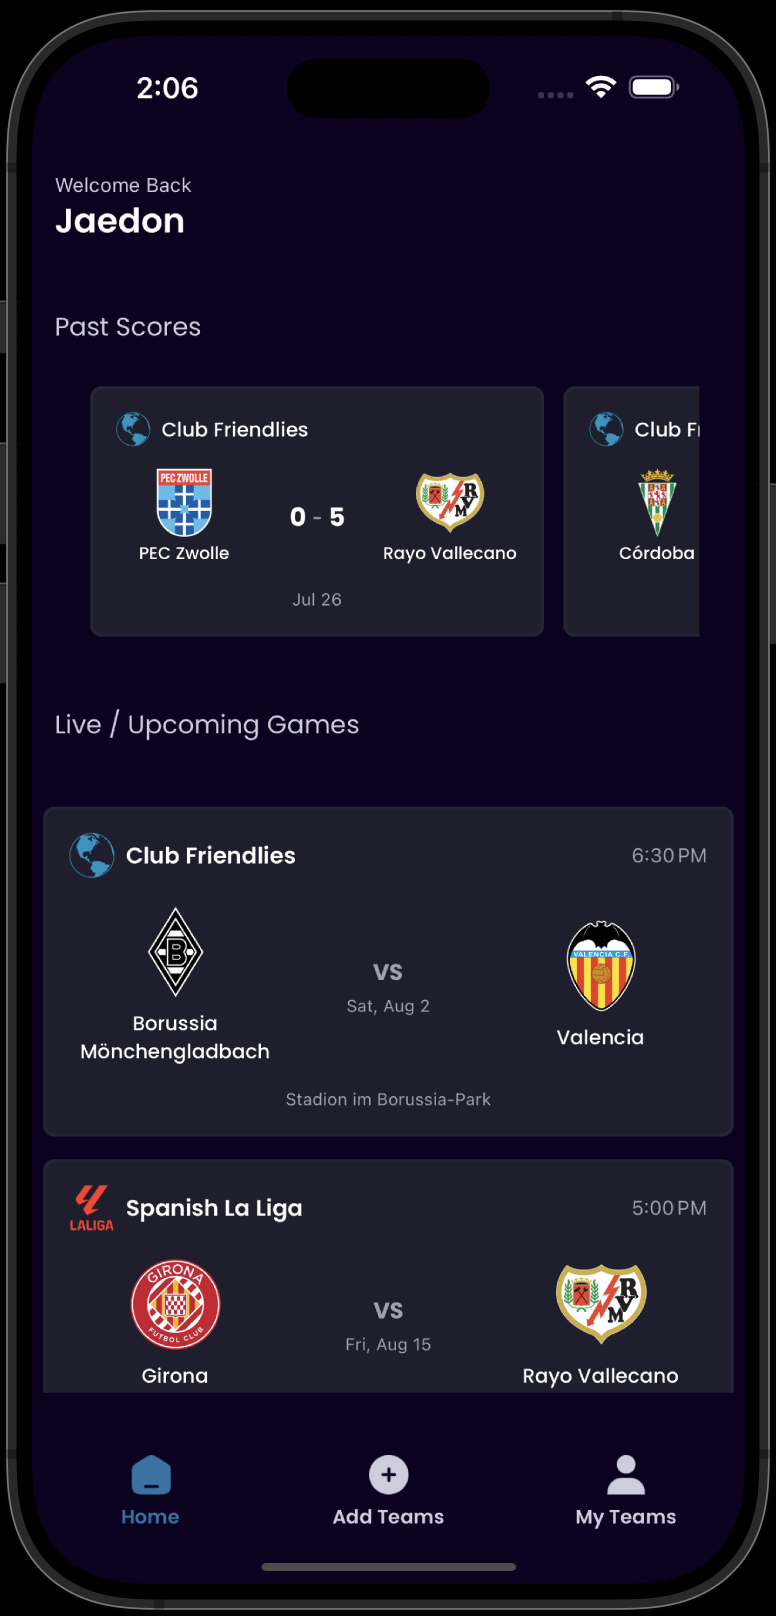 2:06
Welcome Back
Jaedon
Past Scores
Club Friendlies
PEC ZWOLLE
0 - 5
PEC Zwolle
Rayo Vallecano
Jul 26
Club Fr
Córdoba
Live / Upcoming Games
Club Friendlies
6:30 PM
B
VALENCIA C.F.
VS
Sat, Aug 2
Borussia
Mönchengladbach
Valencia
Stadion im Borussia-Park
LALIGA
Spanish La Liga
5:00 PM
GIRONA
FUTBOL CLUB
R
V
M
VS
Fri, Aug 15
Girona
Rayo Vallecano
Home
Add Teams
My Teams